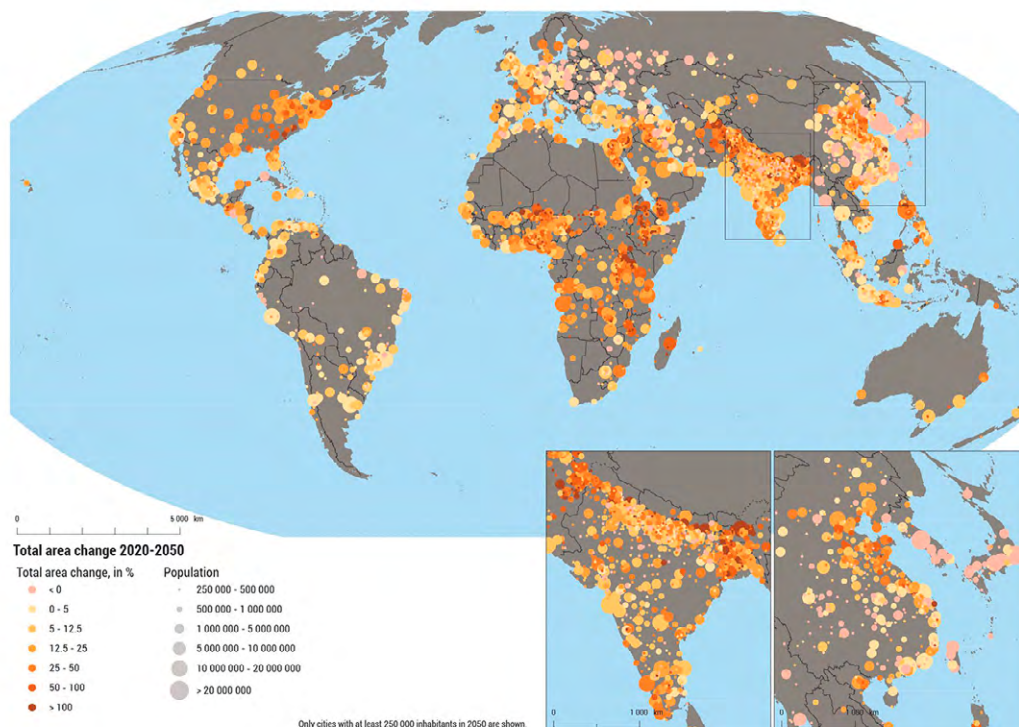 0 5 000 km
Total area change 2020-2050
Total area change, in %
< 0
0 - 5
5 - 12.5
12.5 - 25
25 - 50
50 - 100
> 100
Population
250 000 - 500 000
500 000 - 1 000 000
1 000 000 - 5 000 000
5 000 000 - 10 000 000
10 000 000 - 20 000 000
> 20 000 000
0 1 000 km
0 1 000 km
Only cities with at least 250 000 inhabitants in 2050 are shown.